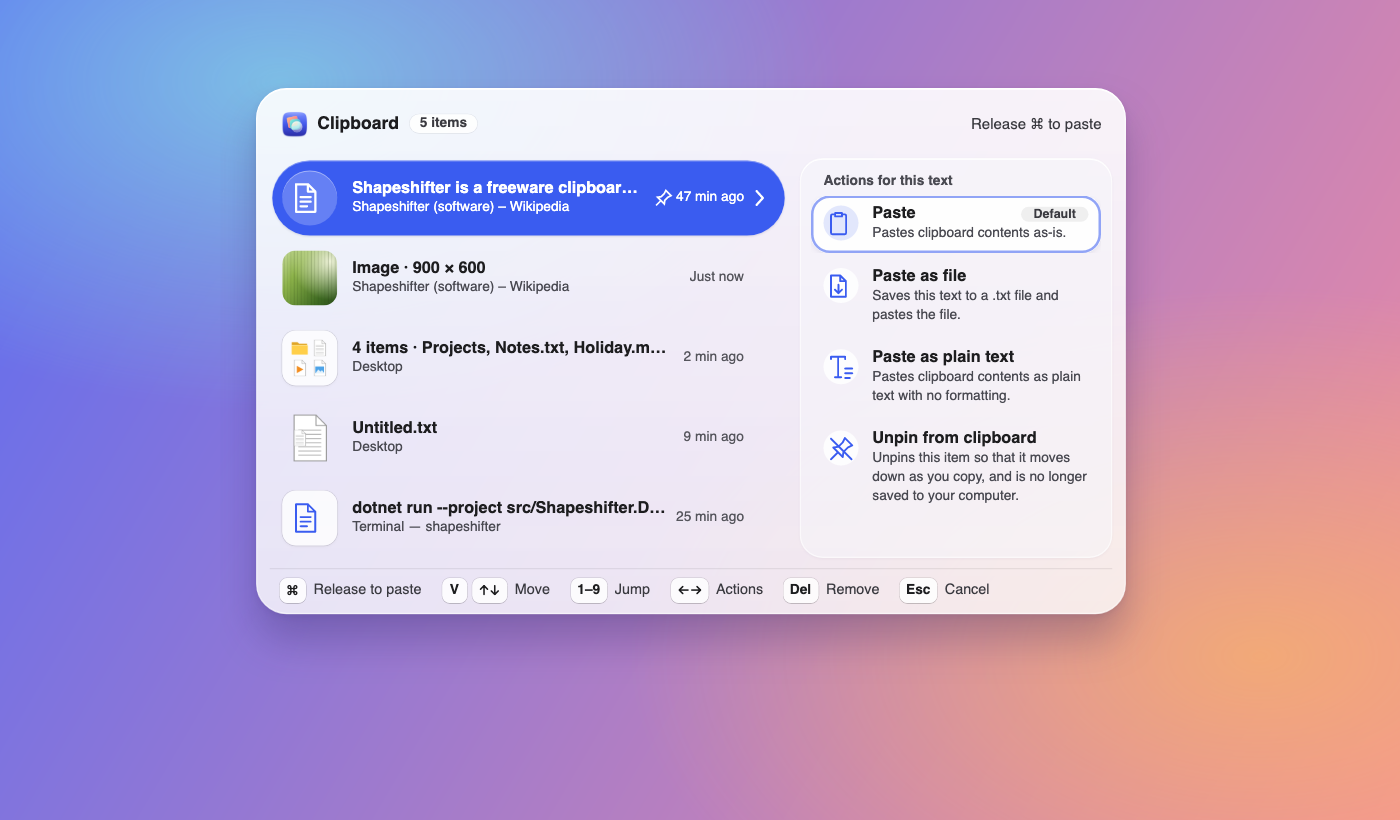 Clipboard
5 items
Release ⌘ to paste
Shapeshifter is a freeware clipboar…
Shapeshifter (software) – Wikipedia
47 min ago
Image · 900 × 600
Shapeshifter (software) – Wikipedia
Just now
4 items · Projects, Notes.txt, Holiday.m…
Desktop
2 min ago
Untitled.txt
Desktop
9 min ago
dotnet run --project src/Shapeshifter.D…
Terminal — shapeshifter
25 min ago
Actions for this text
Paste
Default
Pastes clipboard contents as-is.
Paste as file
Saves this text to a .txt file and
pastes the file.
Paste as plain text
Pastes clipboard contents as plain
text with no formatting.
Unpin from clipboard
Unpins this item so that it moves
down as you copy, and is no longer
saved to your computer.
⌘ Release to paste V ↑↓ Move 1–9 Jump ←→ Actions Del Remove Esc Cancel